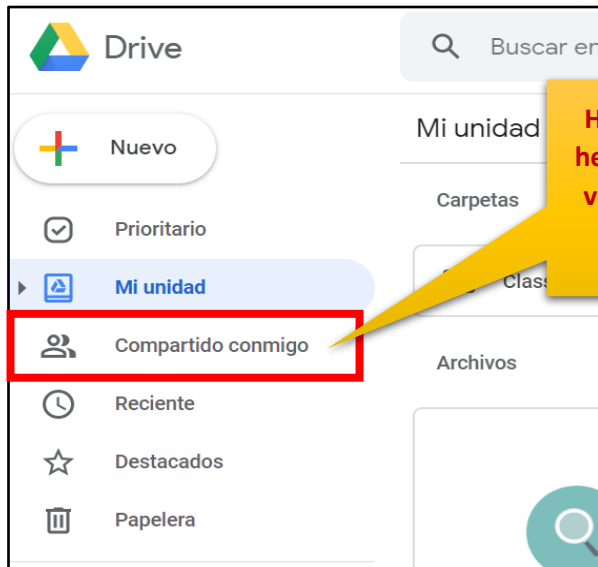 Drive
Buscar en
Nuevo
Mi unidad
Prioritario
Carpetas
Mi unidad
Compartido conmigo
Archivos
Reciente
Destacados
Papelera